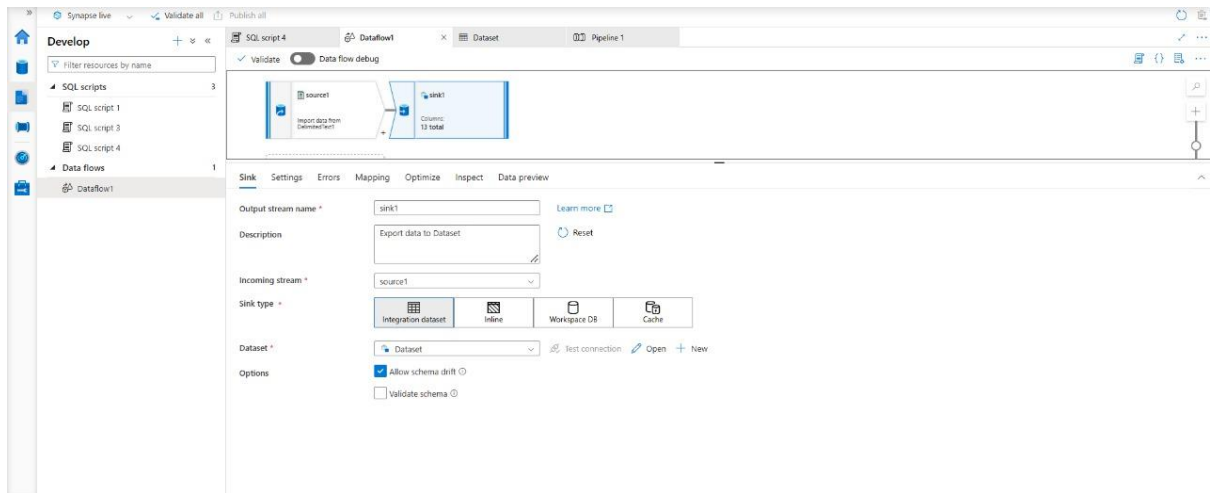 » Synapse live Validate all Publish all
Develop
SQL script 4 Dataflow1 × Dataset Pipeline 1
Filter resources by name
Validate Data flow debug
SQL scripts 3
SQL script 1
SQL script 3
SQL script 4
Data flows 1
Dataflow1
source1
Import data from DelimitedText1
sink1
Columns:
13 total
Sink Settings Errors Mapping Optimize Inspect Data preview
Output stream name * sink1 Learn more
Description Export data to Dataset Reset
Incoming stream * source1
Sink type * Integration dataset Inline Workspace DB Cache
Dataset * Dataset Test connection Open + New
Options Allow schema drift
Validate schema